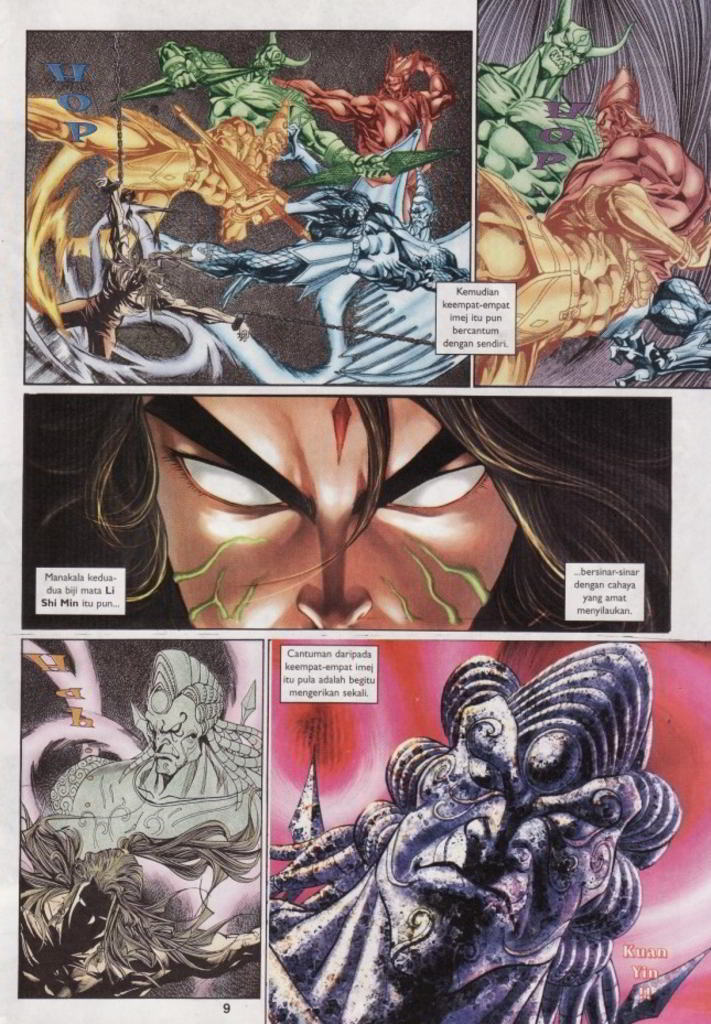 HOP
HOP
Kemudian
keempat-empat
imej itu pun
bercantum
dengan sendiri.
Manakala kedua-
dua biji mata Li
Shi Min itu pun...
...bersinar-sinar
dengan cahaya
yang amat
menyilaukan.
Hah
Cantuman daripada
keempat-empat imej
itu pula adalah begitu
mengerikan sekali.
Kuan
Yin
!!
9